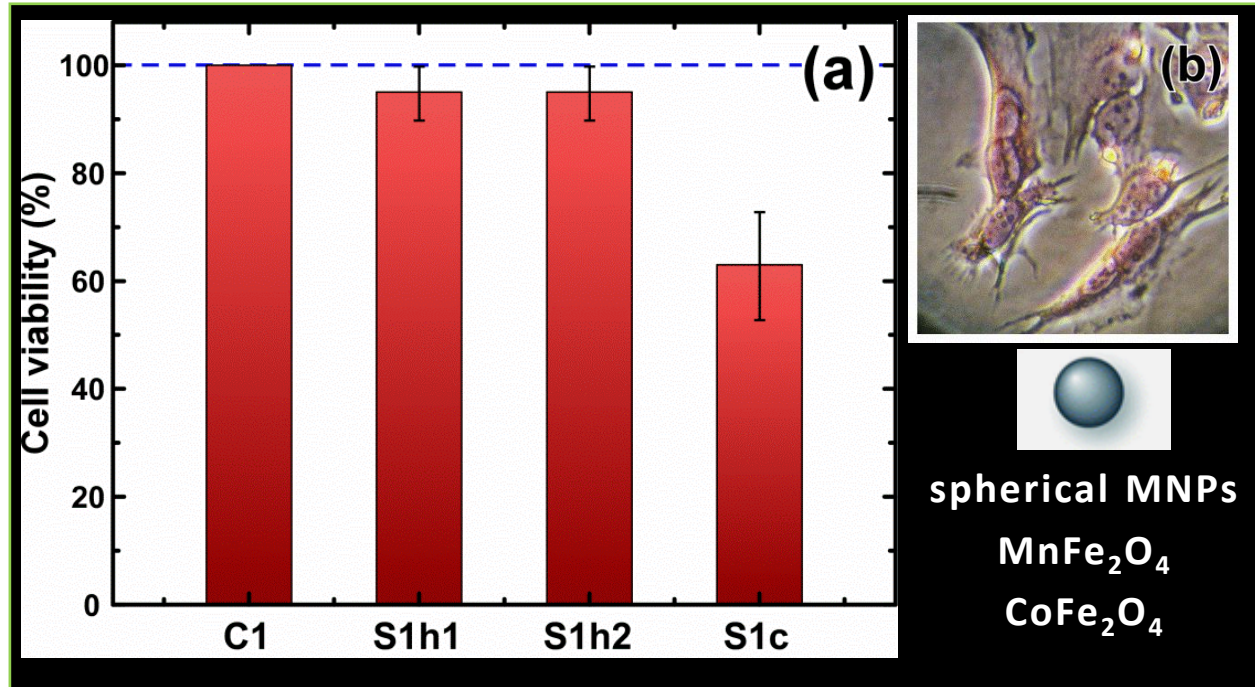 (a)
100
80
60
40
20
0
Cell viability (%)
C1 S1h1 S1h2 S1c
(b)
spherical MNPs
MnFe₂O₄
CoFe₂O₄